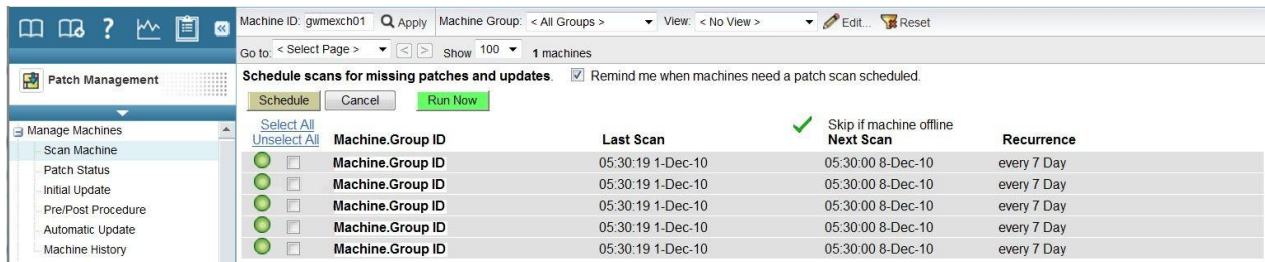 Machine ID: gwmexch01 Apply Machine Group: < All Groups > View: < No View > Edit... Reset
Go to: < Select Page > < > Show 100 1 machines
Patch Management
Schedule scans for missing patches and updates. Remind me when machines need a patch scan scheduled.
Schedule Cancel Run Now
Manage Machines
Scan Machine
Patch Status
Initial Update
Pre/Post Procedure
Automatic Update
Machine History
Select All
Unselect All
Skip if machine offline
Machine.Group ID Last Scan Next Scan Recurrence
Machine.Group ID 05:30:19 1-Dec-10 05:30:00 8-Dec-10 every 7 Day
Machine.Group ID 05:30:19 1-Dec-10 05:30:00 8-Dec-10 every 7 Day
Machine.Group ID 05:30:19 1-Dec-10 05:30:00 8-Dec-10 every 7 Day
Machine.Group ID 05:30:19 1-Dec-10 05:30:00 8-Dec-10 every 7 Day
Machine.Group ID 05:30:19 1-Dec-10 05:30:00 8-Dec-10 every 7 Day